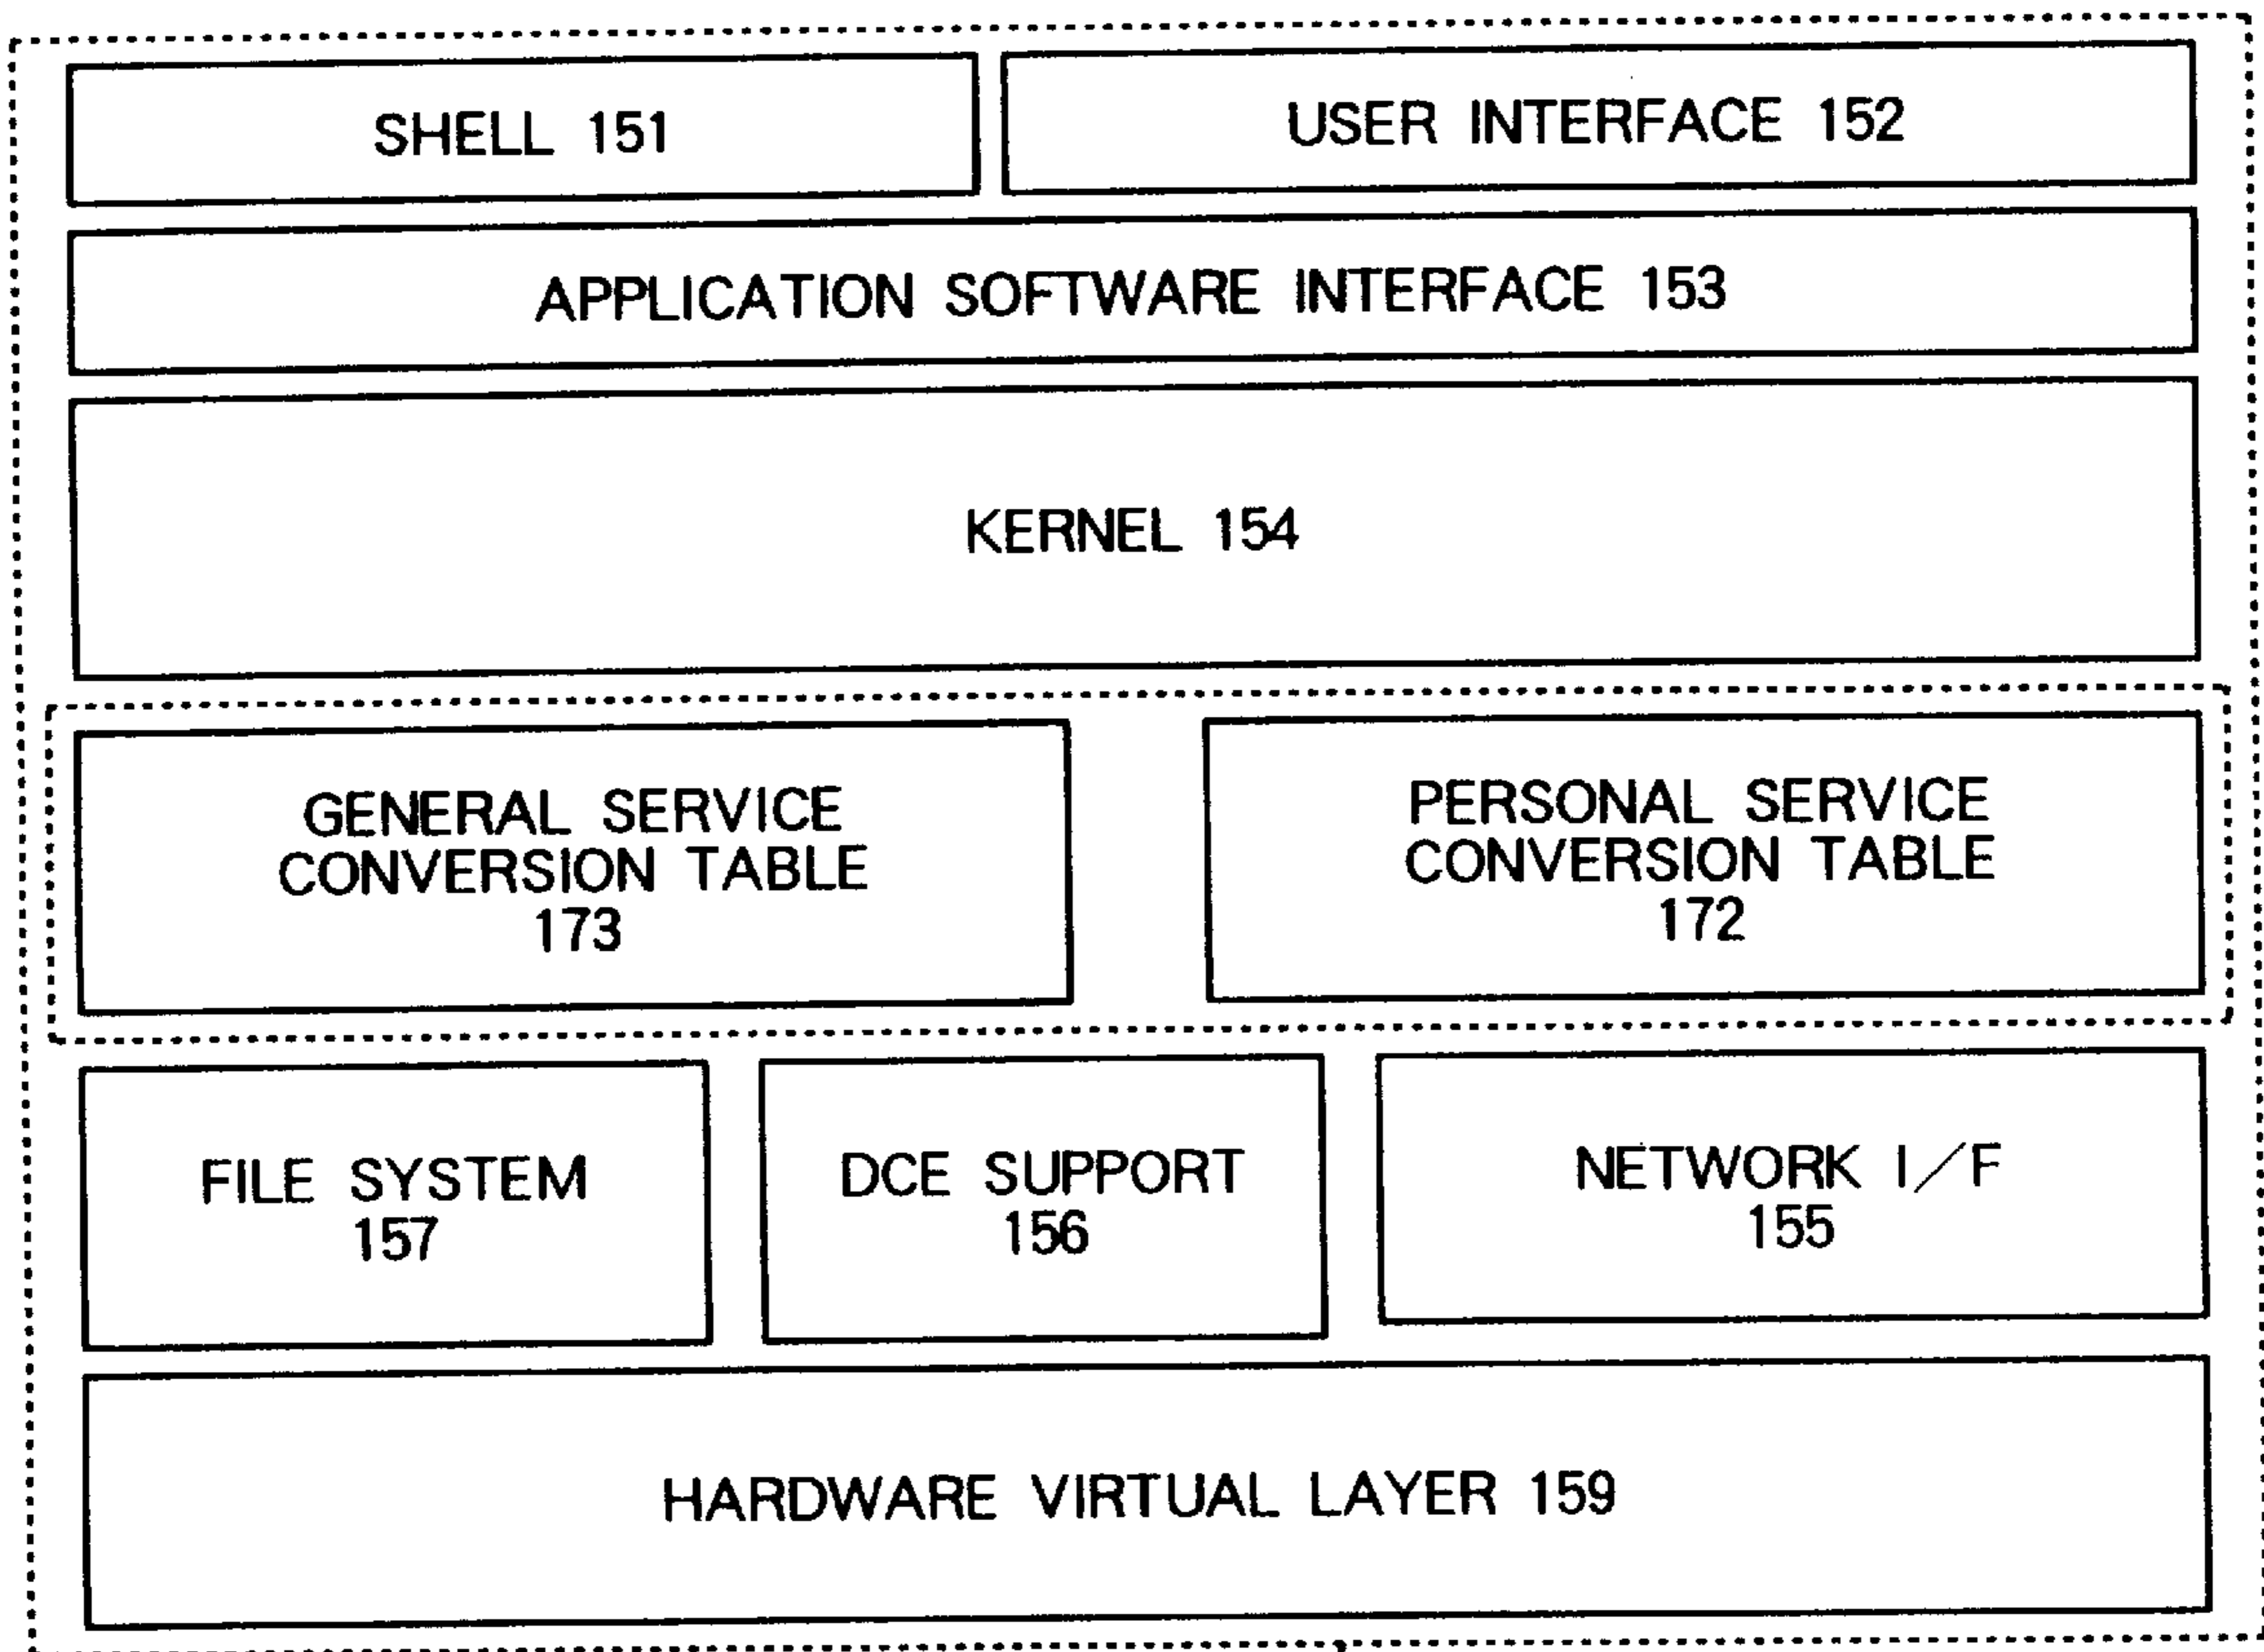 SHELL 151
USER INTERFACE 152
APPLICATION SOFTWARE INTERFACE 153
KERNEL 154
GENERAL SERVICE
CONVERSION TABLE
173
PERSONAL SERVICE
CONVERSION TABLE
172
FILE SYSTEM
157
DCE SUPPORT
156
NETWORK I/F
155
HARDWARE VIRTUAL LAYER 159